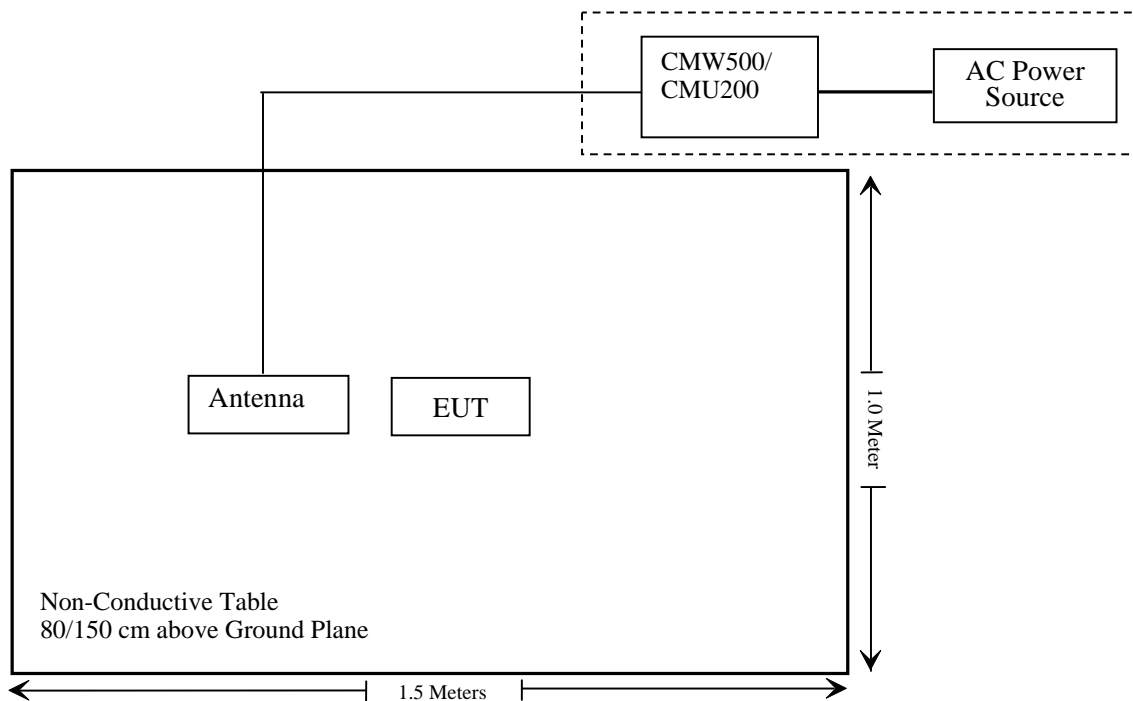 CMW500/
CMU200
AC Power
Source
Antenna
EUT
1.0 Meter
Non-Conductive Table
80/150 cm above Ground Plane
1.5 Meters